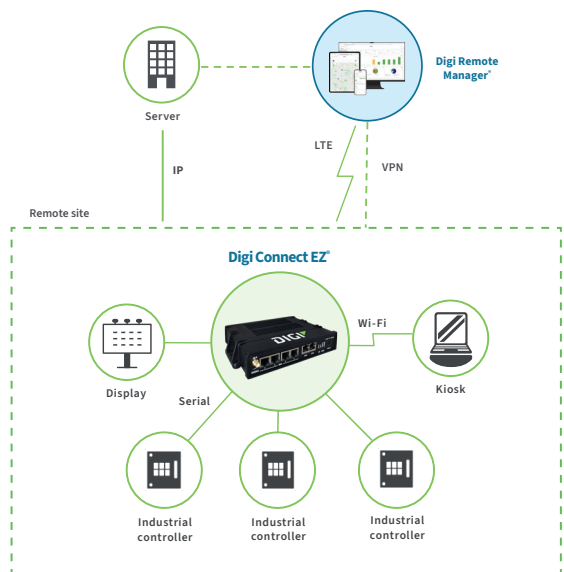 Digi Remote
Manager®
Server
LTE
VPN
IP
Remote site
Digi Connect EZ®
DIGI
Wi-Fi
Display
Kiosk
Serial
Industrial
controller
Industrial
controller
Industrial
controller